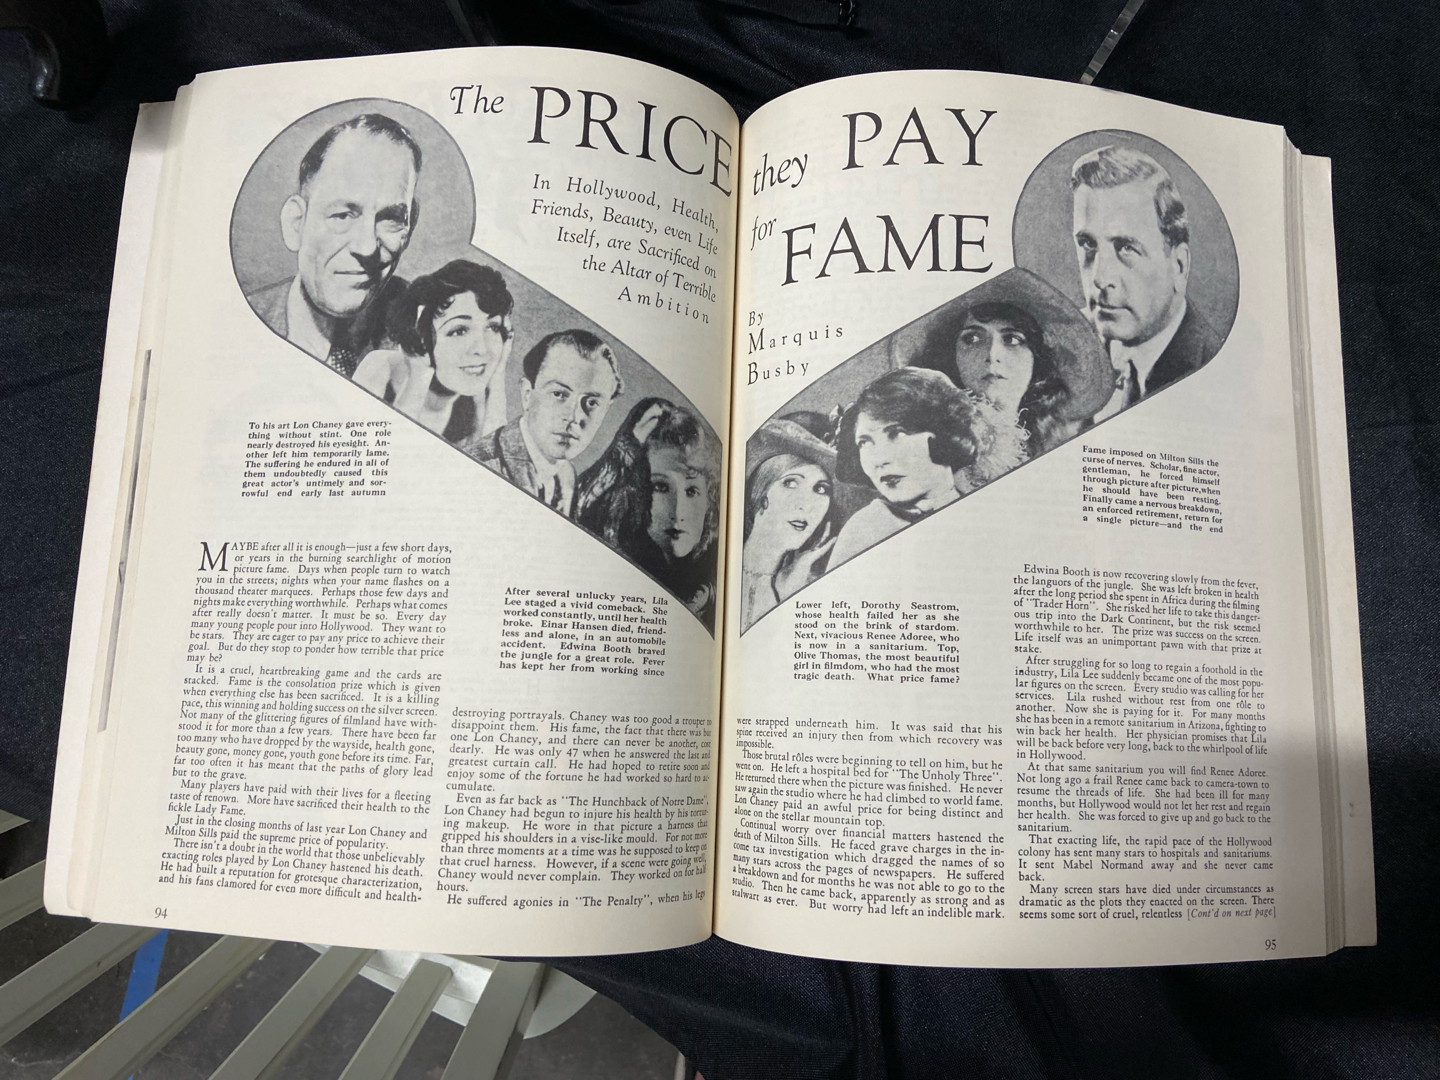 The PRICE
In Hollywood, Health,
Friends, Beauty, even Life
Itself, are Sacrificed on
the Altar of Terrible
Ambition
they PAY
for FAME
By
Marquis
Busby
To his art Lon Chaney gave every-
thing without stint. One role
nearly destroyed his eyesight. An-
other left him temporarily lame.
The suffering he endured in all of
them undoubtedly caused this
great actor's untimely and sor-
rowful end early last autumn
MAYBE after all it is enough—just a few short days,
or years in the burning searchlight of motion
picture fame. Days when people turn to watch
you in the streets; nights when your name flashes on a
thousand theater marquees. Perhaps those few days and
nights make everything worthwhile. Perhaps what comes
after really doesn't matter. It must be so. Every day
many young people pour into Hollywood. They want to
be stars. They are eager to pay any price to achieve their
goal. But do they stop to ponder how terrible that price
may be?
It is a cruel, heartbreaking game and the cards are
stacked. Fame is the consolation prize which is given
when everything else has been sacrificed. It is a killing
pace, this winning and holding success on the silver screen.
Not many of the glittering figures of filmland have with-
stood it for more than a few years. There have been far
too many who have dropped by the wayside, health gone,
beauty gone, money gone, youth gone before its time. Far,
far too often it has meant that the paths of glory lead
but to the grave.
Many players have paid with their lives for a fleeting
taste of renown. More have sacrificed their health to the
fickle Lady Fame.
Just in the closing months of last year Lon Chaney and
Milton Sills paid the supreme price of popularity.
There isn't a doubt in the world that those unbelievably
exacting roles played by Lon Chaney hastened his death.
He had built a reputation for grotesque characterization,
and his fans clamored for even more difficult and health-
94
After several unlucky years, Lila
Lee staged a vivid comeback. She
worked constantly, until her health
broke. Einar Hansen died, friend-
less and alone, in an automobile
accident. Edwina Booth braved
the jungle for a great role. Fever
has kept her from working since
destroying portrayals. Chaney was too good a trouper to
disappoint them. His fame, the fact that there was but
one Lon Chaney, and there can never be another, cost
dearly. He was only 47 when he answered the last and
greatest curtain call. He had hoped to retire soon and
enjoy some of the fortune he had worked so hard to ac-
cumulate.
Even as far back as "The Hunchback of Notre Dame",
Lon Chaney had begun to injure his health by his tortur-
ing makeup. He wore in that picture a harness that
gripped his shoulders in a vise-like mould. For not more
than three moments at a time was he supposed to keep on
that cruel harness. However, if a scene were going well,
Chaney would never complain. They worked on for half
hours.
He suffered agonies in "The Penalty", when his legs
Lower left, Dorothy Seastrom,
whose health failed her as she
stood on the brink of stardom.
Next, vivacious Renee Adoree, who
is now in a sanitarium. Top,
Olive Thomas, the most beautiful
girl in filmdom, who had the most
tragic death. What price fame?
were strapped underneath him. It was said that his
spine received an injury then from which recovery was
impossible.
Those brutal rôles were beginning to tell on him, but he
went on. He left a hospital bed for "The Unholy Three".
He returned there when the picture was finished. He never
saw again the studio where he had climbed to world fame.
Lon Chaney paid an awful price for being distinct and
alone on the stellar mountain top.
Continual worry over financial matters hastened the
death of Milton Sills. He faced grave charges in the in-
come tax investigation which dragged the names of so
many stars across the pages of newspapers. He suffered
a breakdown and for months he was not able to go to the
studio. Then he came back, apparently as strong and as
stalwart as ever. But worry had left an indelible mark.
Fame imposed on Milton Sills the
curse of nerves. Scholar, fine actor,
gentleman, he forced himself
through picture after picture, when
he should have been resting.
Finally came a nervous breakdown,
an enforced retirement, return for
a single picture—and the end
Edwina Booth is now recovering slowly from the fever,
the languors of the jungle. She was left broken in health
after the long period she spent in Africa during the filming
of "Trader Horn". She risked her life to take this danger-
ous trip into the Dark Continent, but the risk seemed
worthwhile to her. The prize was success on the screen.
Life itself was an unimportant pawn with that prize at
stake.
After struggling for so long to regain a foothold in the
industry, Lila Lee suddenly became one of the most popu-
lar figures on the screen. Every studio was calling for her
services. Lila rushed without rest from one rôle to
another. Now she is paying for it. For many months
she has been in a remote sanitarium in Arizona, fighting to
win back her health. Her physician promises that Lila
will be back before very long, back to the whirlpool of life
in Hollywood.
At that same sanitarium you will find Renee Adoree.
Not long ago a frail Renee came back to camera-town to
resume the threads of life. She had been ill for many
months, but Hollywood would not let her rest and regain
her health. She was forced to give up and go back to the
sanitarium.
That exacting life, the rapid pace of the Hollywood
colony has sent many stars to hospitals and sanitariums.
It sent Mabel Normand away and she never came
back.
Many screen stars have died under circumstances as
dramatic as the plots they enacted on the screen. There
seems some sort of cruel, relentless [Cont'd on next page]
95